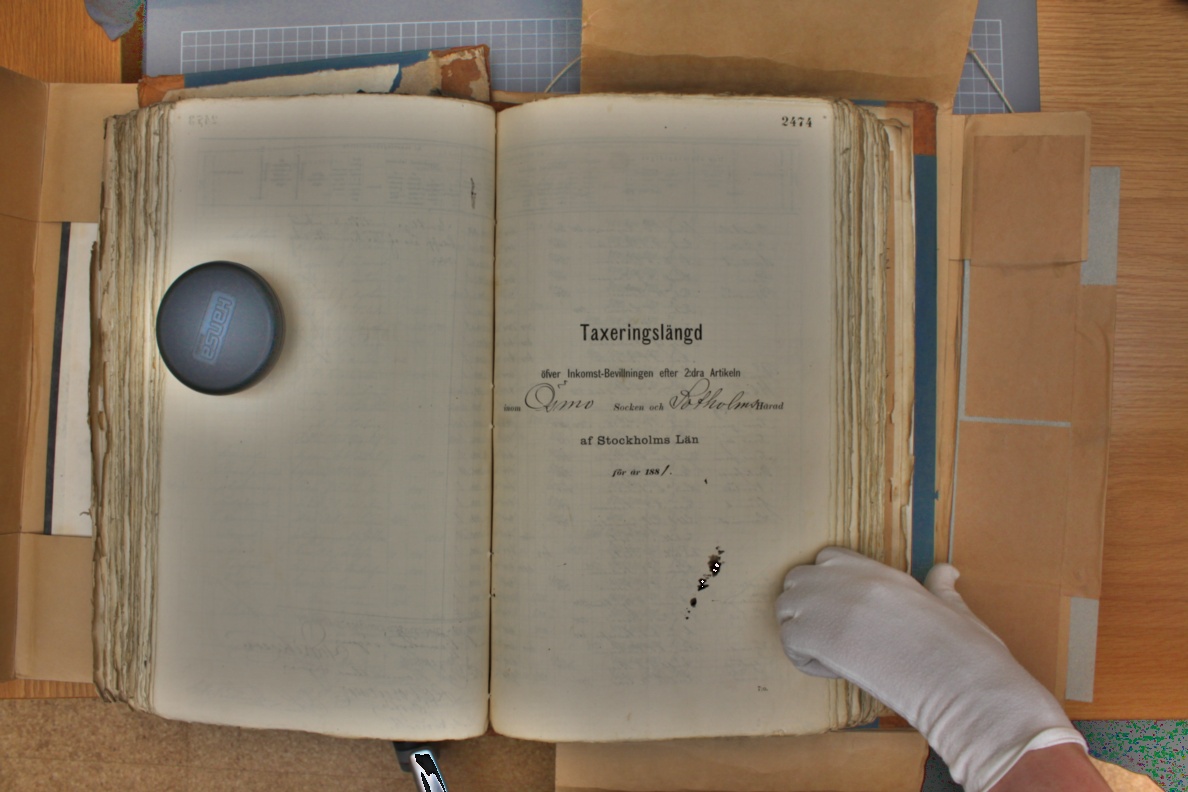 2474
Taxeringslängd
öfver Inkomst-Bevillningen efter 2:dra Artikeln
inom Ösmo Socken och Sotholms Härad
af Stockholms Län
för år 1881.
Hansa